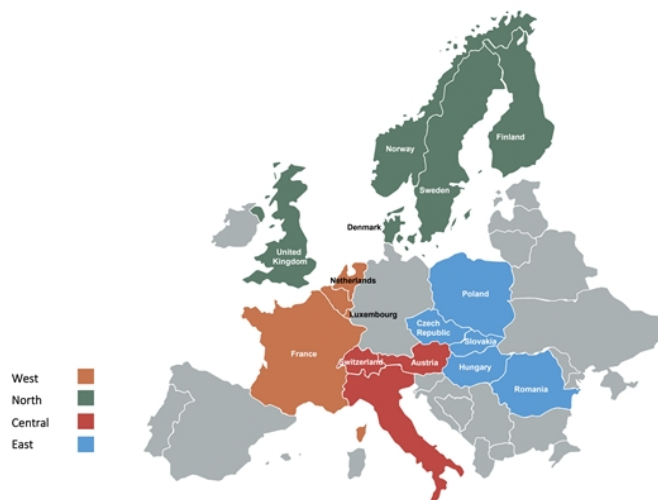 Finland
Norway
Sweden
Denmark
United
Kingdom
Netherlands
Poland
Luxembourg
Czech
Republic
Slovakia
France
Switzerland
Austria
Hungary
Romania
West
North
Central
East